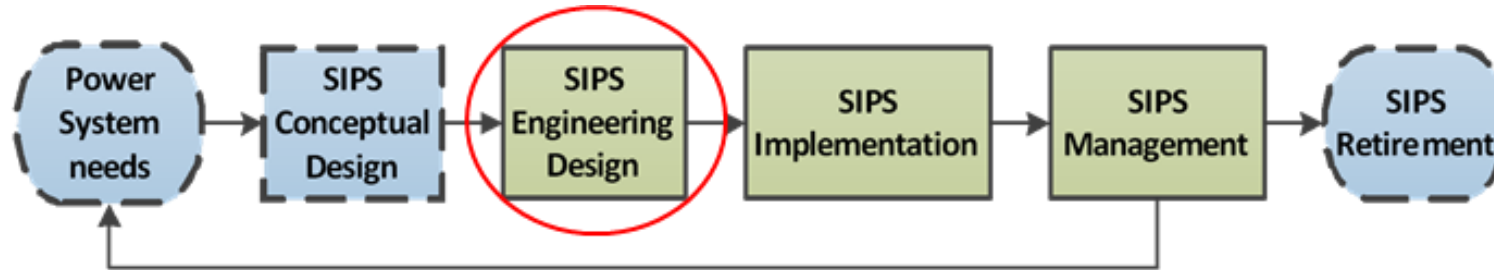 Power
System
needs
SIPS
Conceptual
Design
SIPS
Engineering
Design
SIPS
Implementation
SIPS
Management
SIPS
Retirement